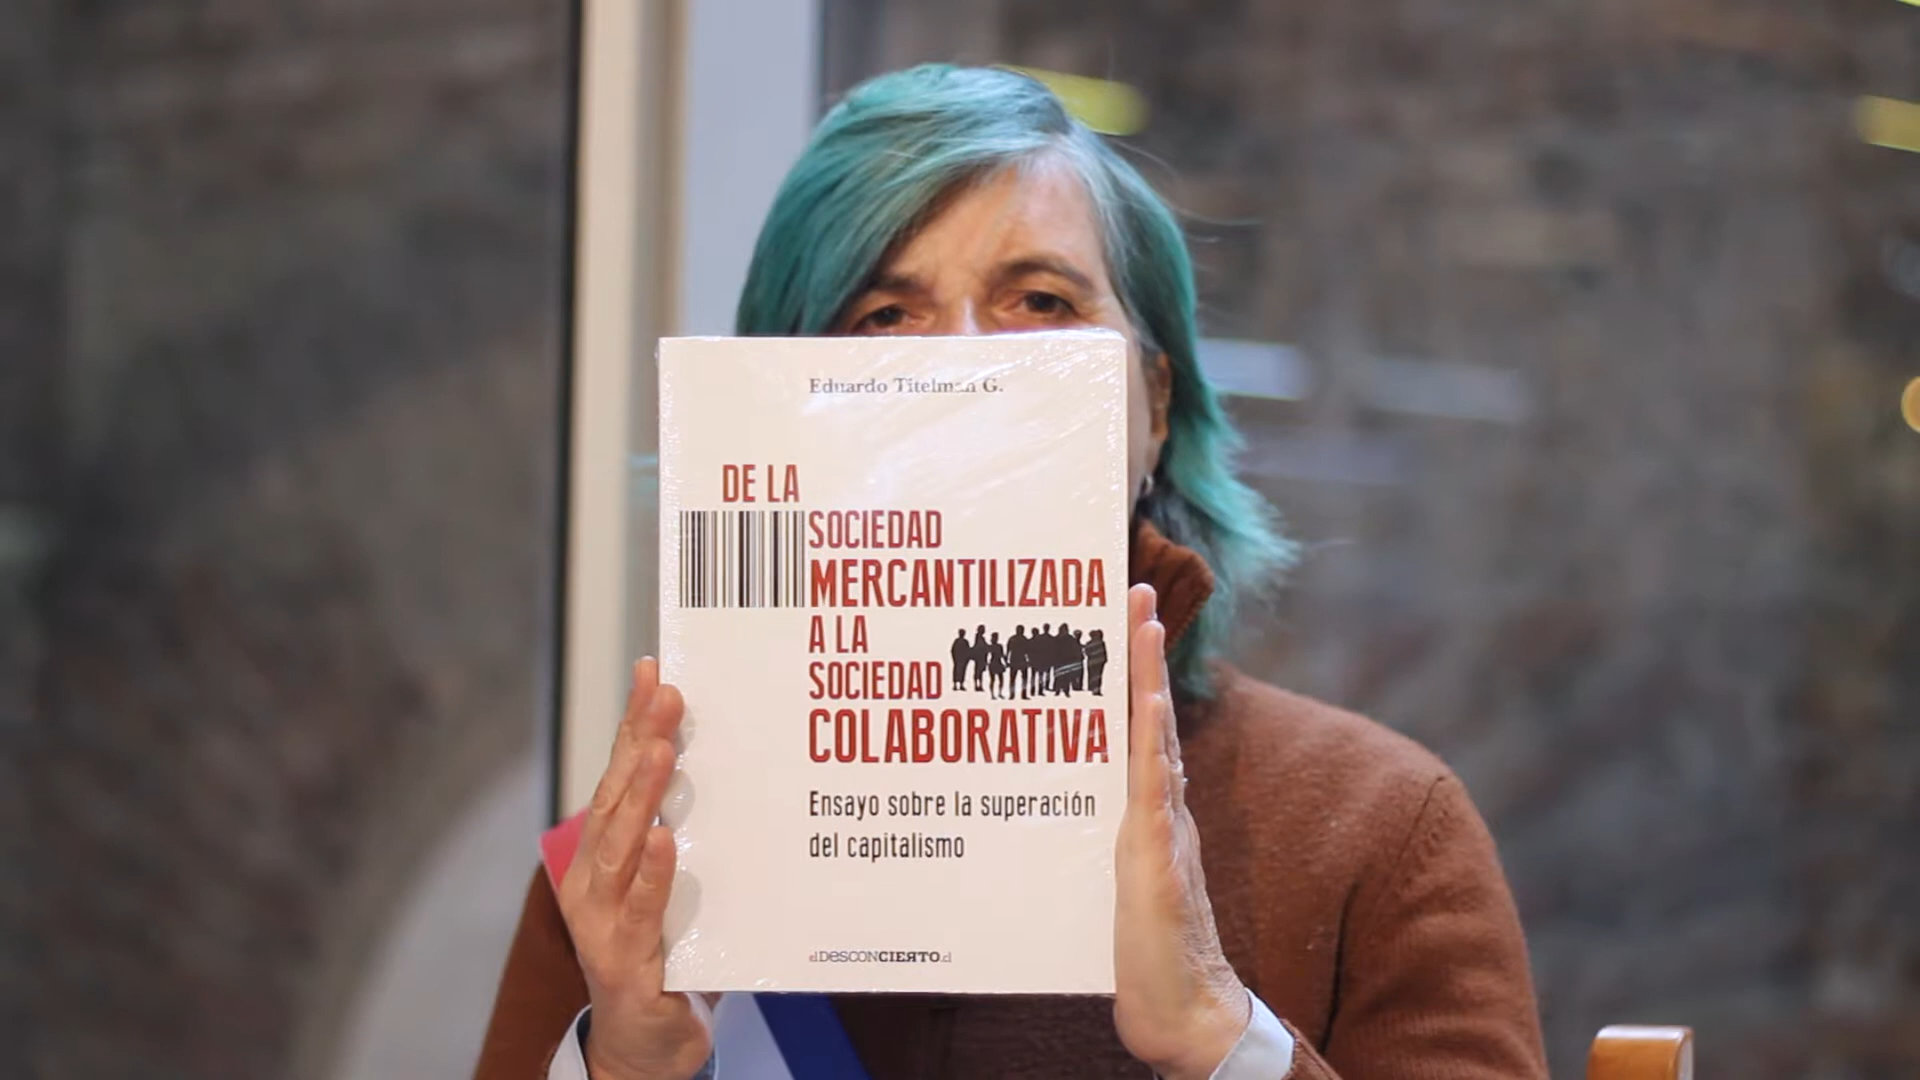 Eduardo Titelman G.
DE LA
SOCIEDAD
MERCANTILIZADA
A LA
SOCIEDAD
COLABORATIVA
Ensayo sobre la superación
del capitalismo
elDESCONCIERTO.cl